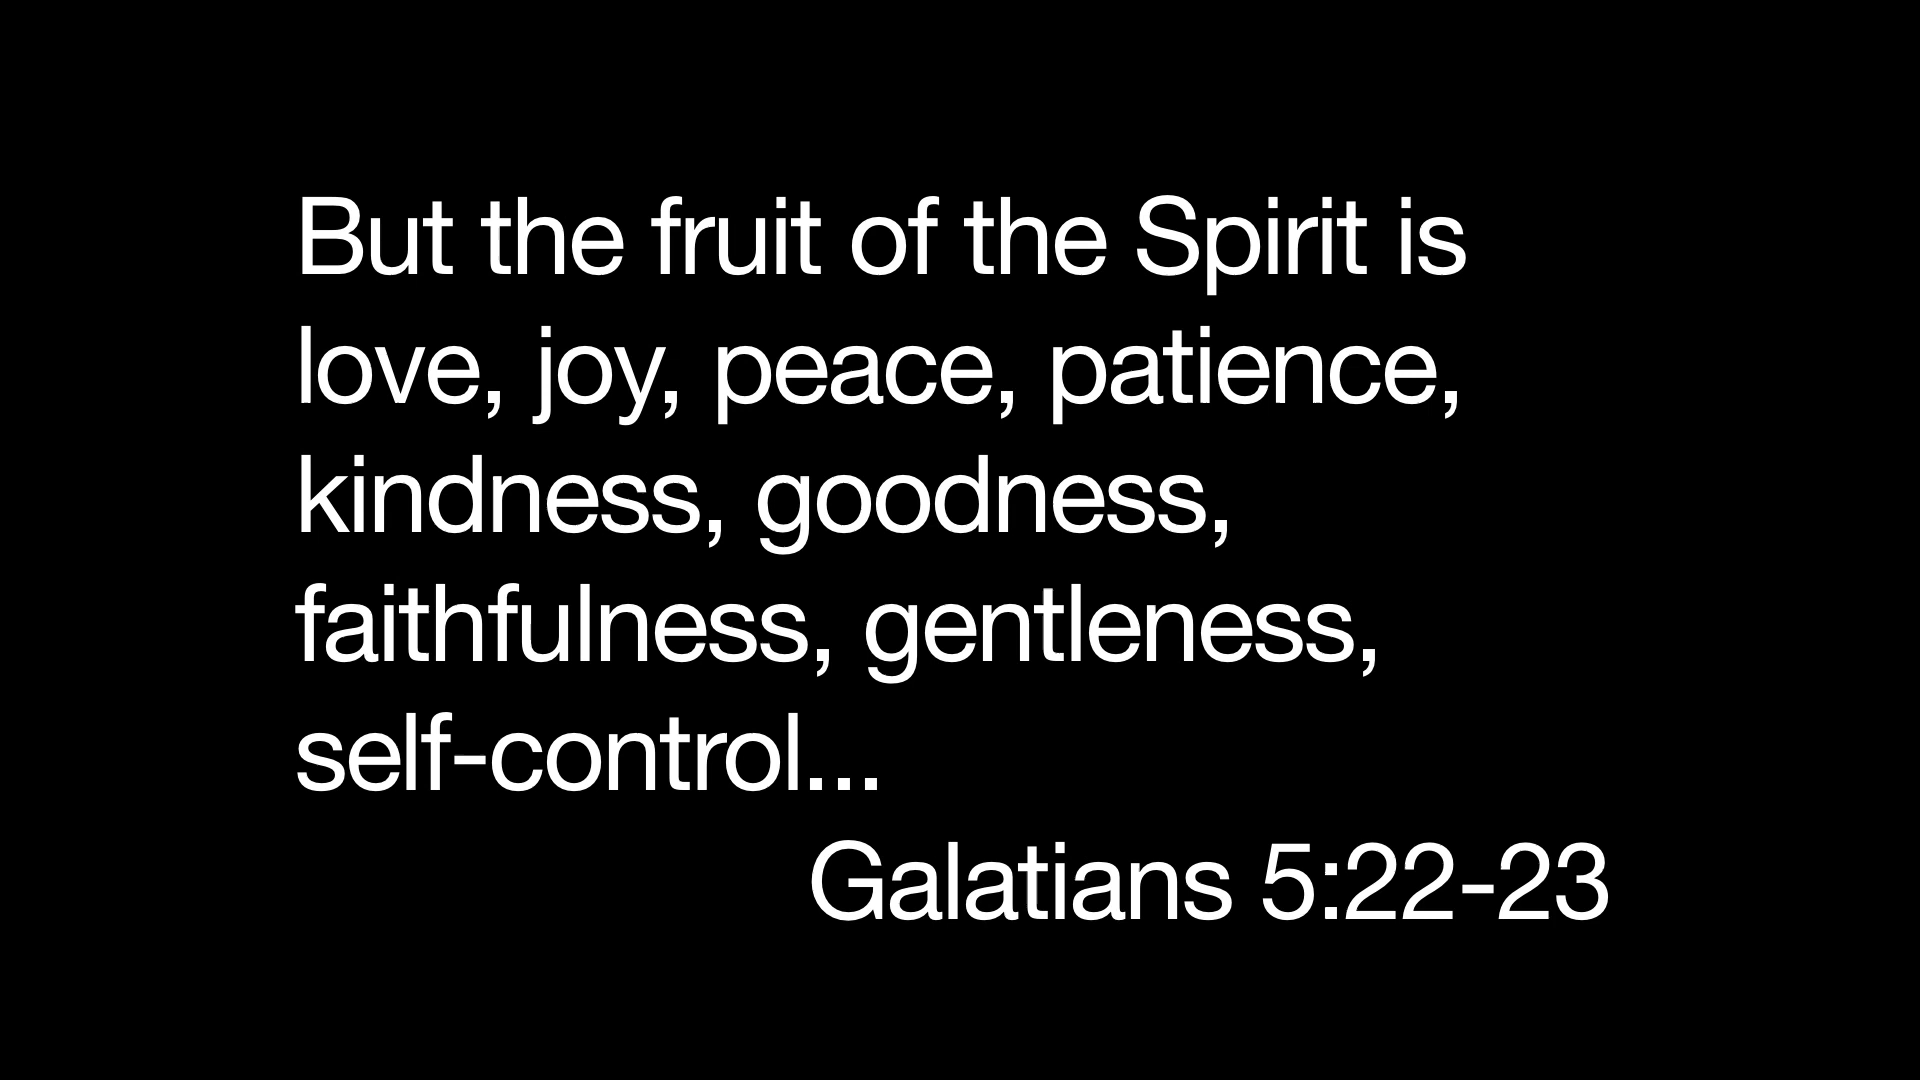 But the fruit of the Spirit is
love, joy, peace, patience,
kindness, goodness,
faithfulness, gentleness,
self-control...
Galatians 5:22-23